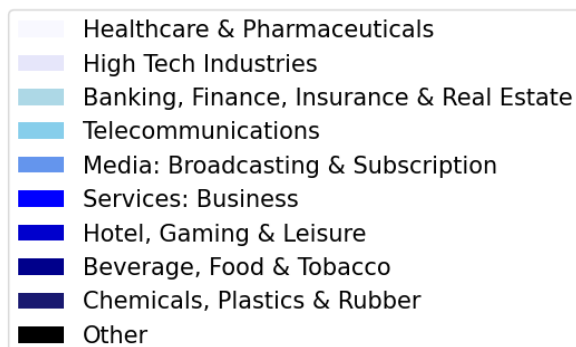 Healthcare & Pharmaceuticals
High Tech Industries
Banking, Finance, Insurance & Real Estate
Telecommunications
Media: Broadcasting & Subscription
Services: Business
Hotel, Gaming & Leisure
Beverage, Food & Tobacco
Chemicals, Plastics & Rubber
Other